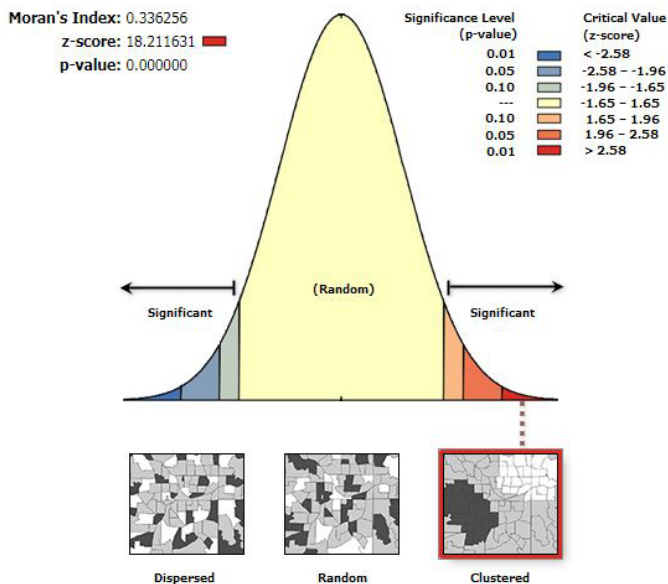 Moran's Index: 0.336256
z-score: 18.211631
p-value: 0.000000
Significance Level
(p-value)
Critical Value
(z-score)
0.01 < -2.58
0.05 -2.58 – -1.96
0.10 -1.96 – -1.65
--- -1.65 – 1.65
0.10 1.65 – 1.96
0.05 1.96 – 2.58
0.01 > 2.58
Significant
(Random)
Significant
Dispersed
Random
Clustered